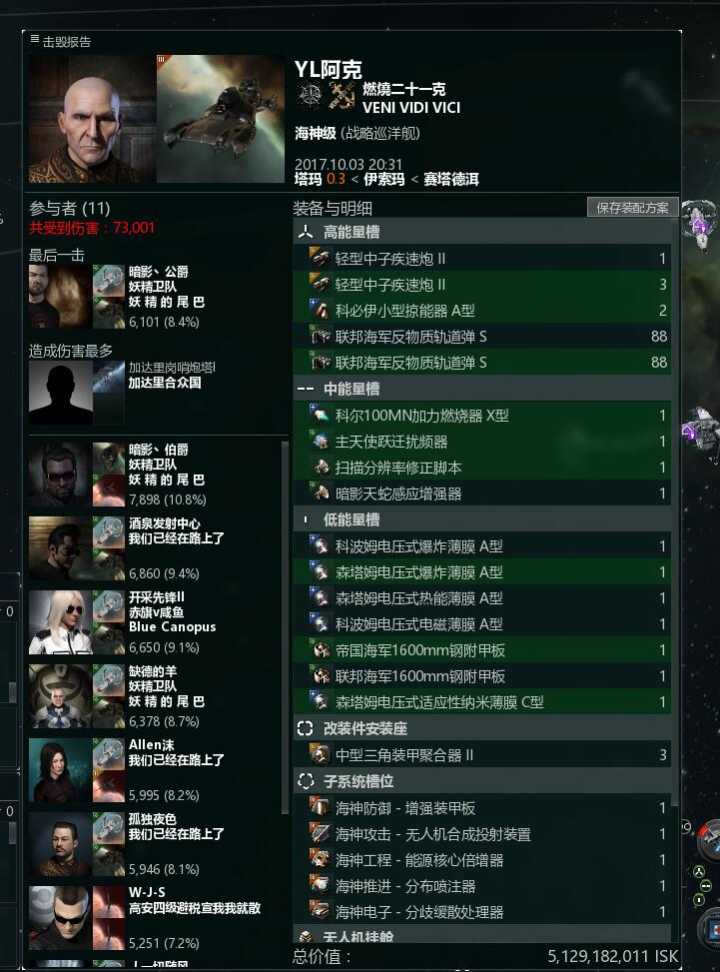 击毁报告
YL阿克
燃燒二十一克
VENI VIDI VICI
海神级 (战略巡洋舰)
2017.10.03 20:31
塔玛 0.3 < 伊索玛 < 赛塔德洱
参与者 (11)
共受到伤害：73,001
最后一击
暗影、公爵
妖精卫队
妖 精 的 尾 巴
6,101 (8.4%)
造成伤害最多
加达里岗哨炮塔I
加达里合众国
暗影、伯爵
妖精卫队
妖 精 的 尾 巴
7,898 (10.8%)
酒泉发射中心
我们已经在路上了
6,860 (9.4%)
开采先锋II
赤旗v咸鱼
Blue Canopus
6,650 (9.1%)
缺德的羊
妖精卫队
妖 精 的 尾 巴
6,378 (8.7%)
Allen沫
我们已经在路上了
5,995 (8.2%)
孤独夜色
我们已经在路上了
5,946 (8.1%)
W-J-S
高安四级避税宣我我就散
5,251 (7.2%)
装备与明细
保存装配方案
高能量槽
轻型中子疾速炮 II 1
轻型中子疾速炮 II 3
科必伊小型掠能器 A型 2
联邦海军反物质轨道弹 S 88
联邦海军反物质轨道弹 S 88
中能量槽
科尔100MN加力燃烧器 X型 1
主天使跃迁扰频器 1
扫描分辨率修正脚本 1
暗影天蛇感应增强器 1
低能量槽
科波姆电压式爆炸薄膜 A型 1
森塔姆电压式爆炸薄膜 A型 1
森塔姆电压式热能薄膜 A型 1
科波姆电压式电磁薄膜 A型 1
帝国海军1600mm钢附甲板 1
联邦海军1600mm钢附甲板 1
森塔姆电压式适应性纳米薄膜 C型 1
改装件安装座
中型三角装甲聚合器 II 3
子系统槽位
海神防御 - 增强装甲板 1
海神攻击 - 无人机合成投射装置 1
海神工程 - 能源核心倍增器 1
海神推进 - 分布喷注器 1
海神电子 - 分歧缓散处理器 1
无人机挂舱
总价值： 5,129,182,011 ISK